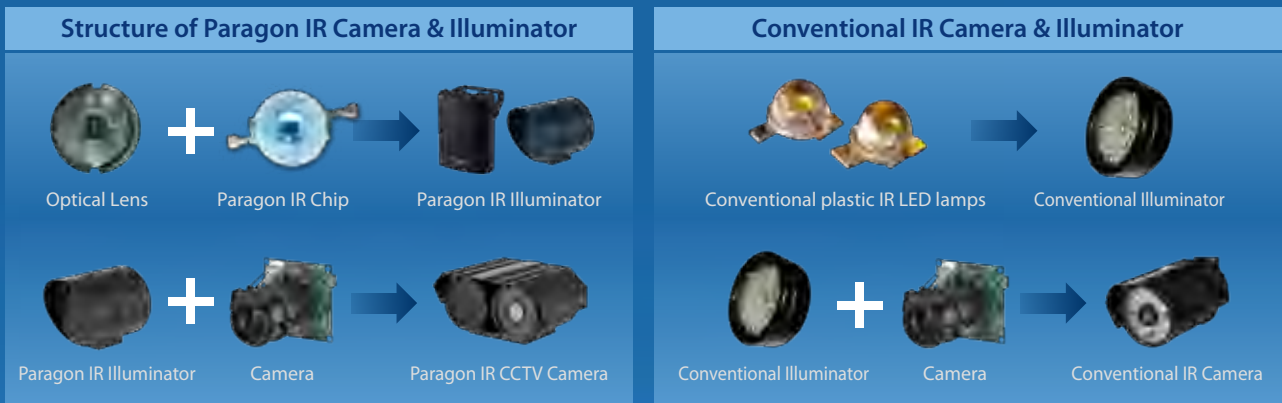 Structure of Paragon IR Camera & Illuminator
Optical Lens
Paragon IR Chip
Paragon IR Illuminator
Paragon IR Illuminator
Camera
Paragon IR CCTV Camera
Conventional IR Camera & Illuminator
Conventional plastic IR LED lamps
Conventional Illuminator
Conventional Illuminator
Camera
Conventional IR Camera